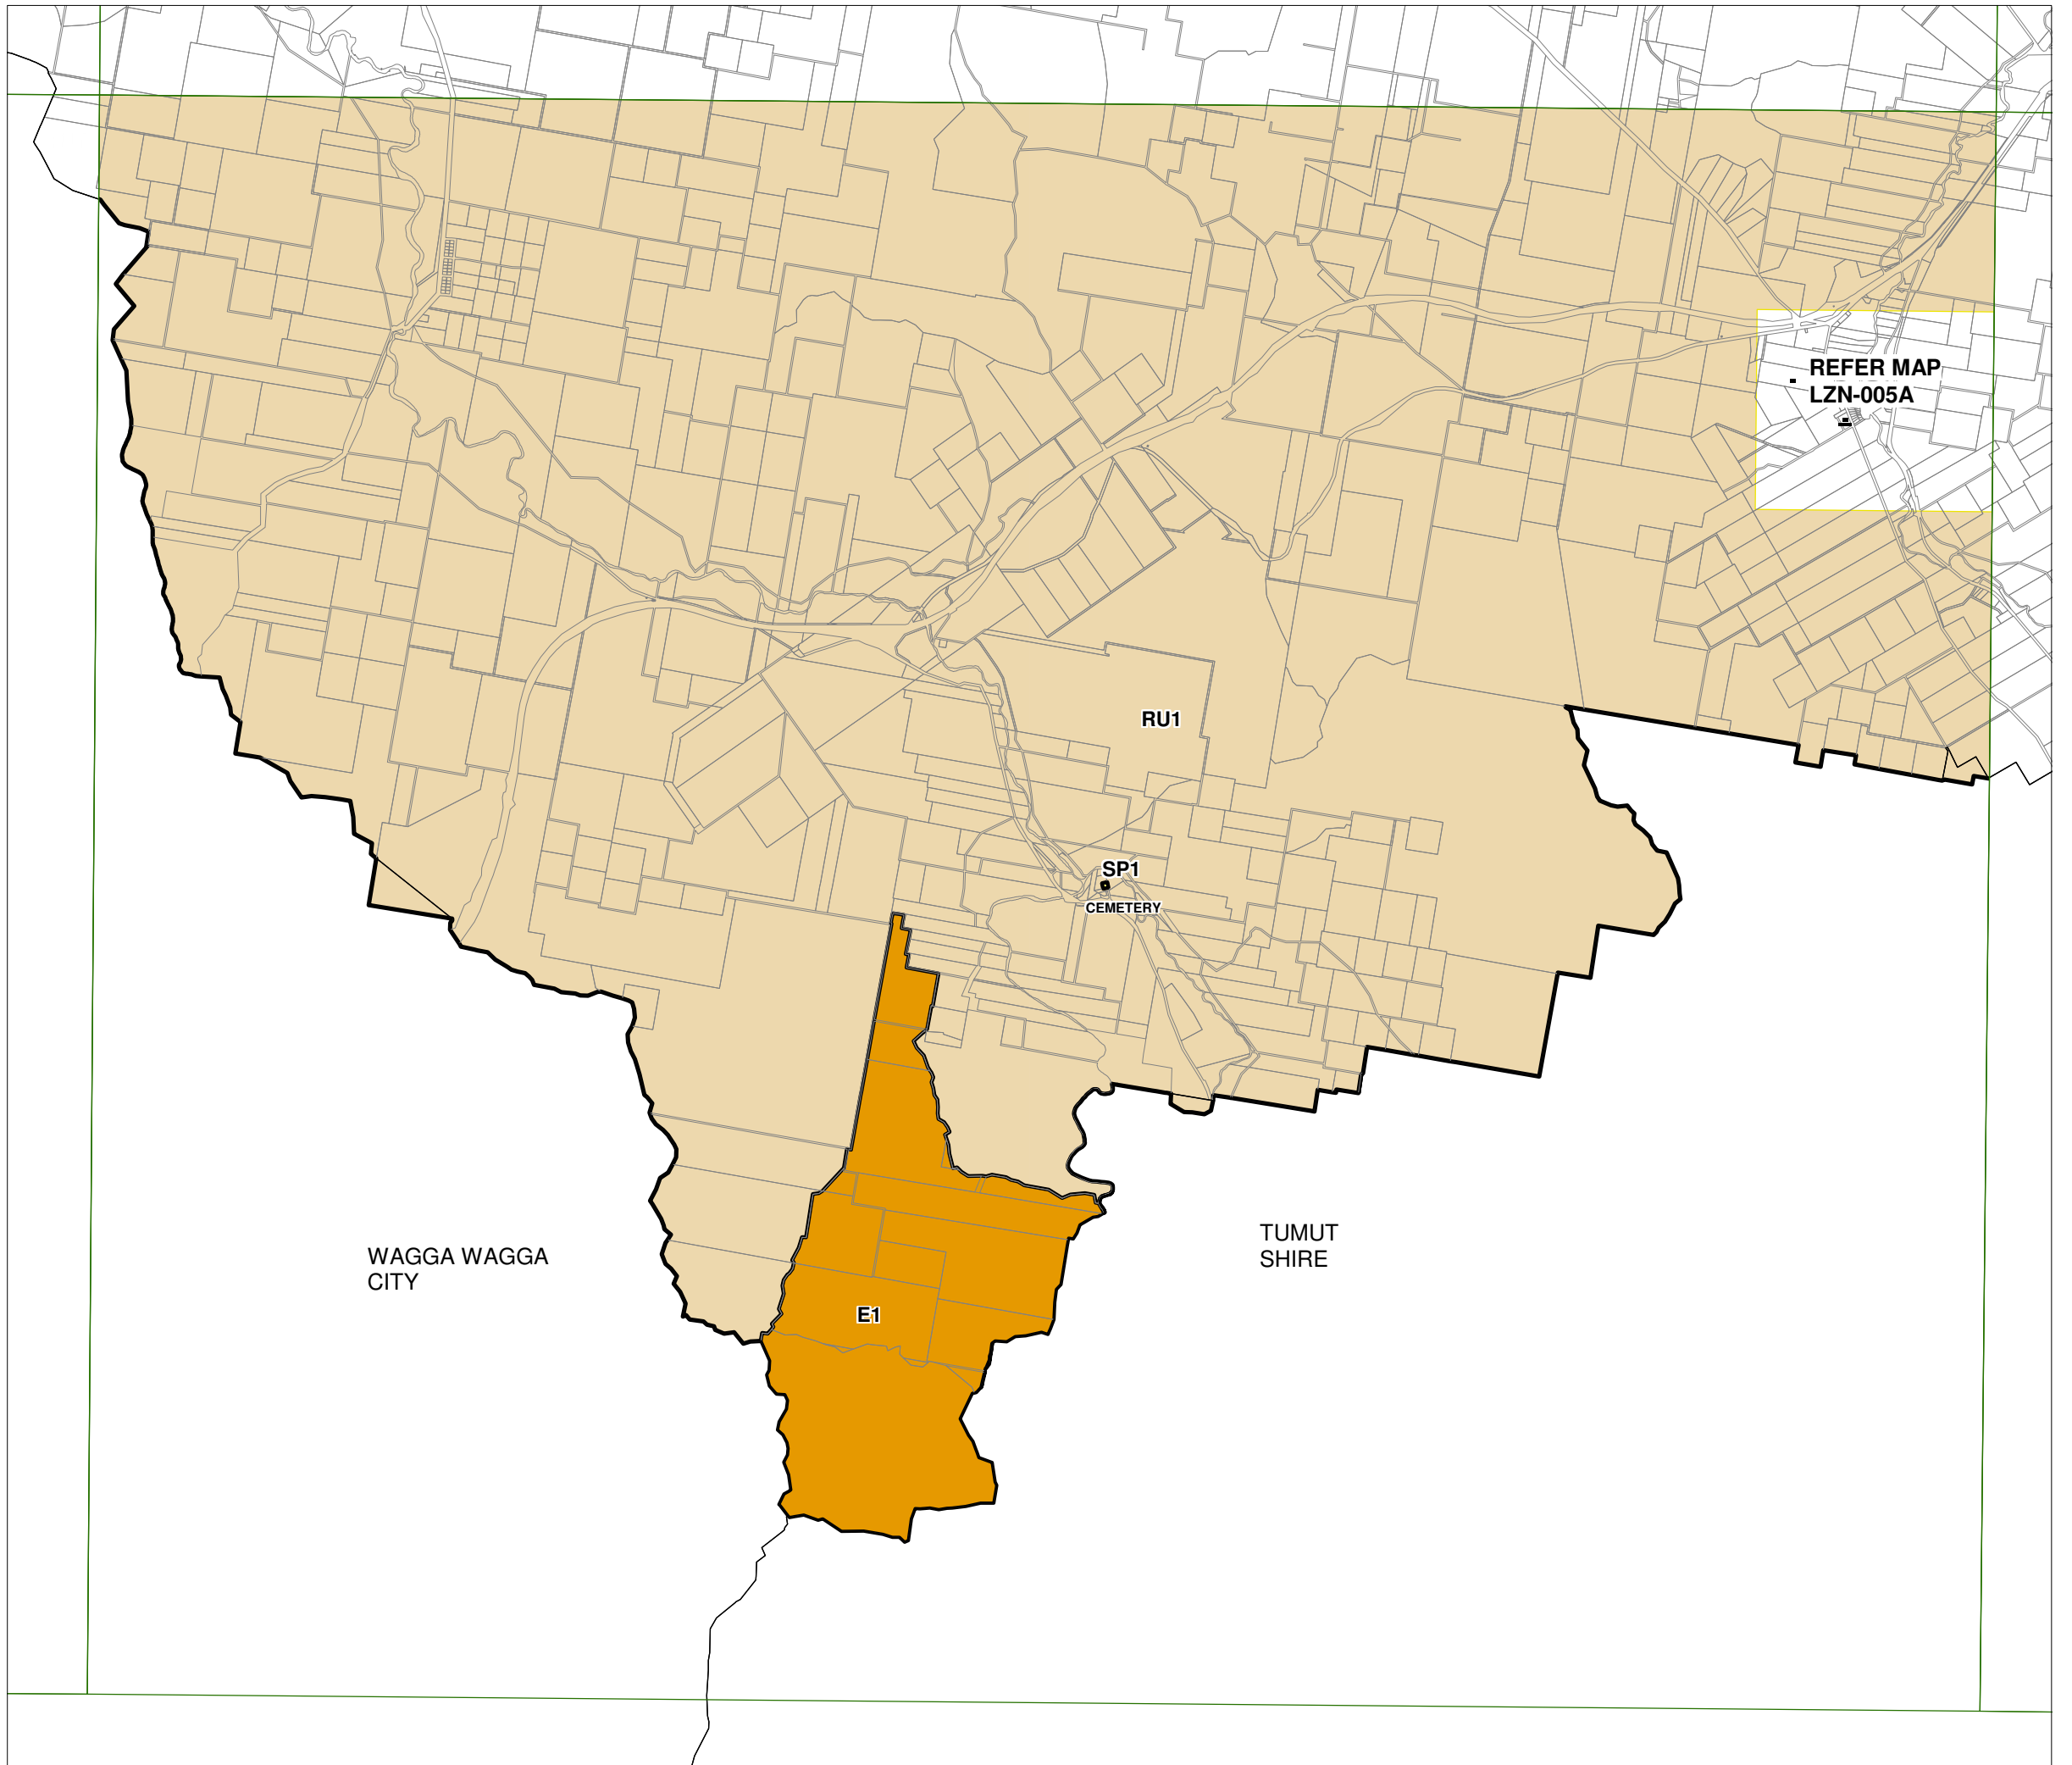 REFER MAP
LZN-005A
RU1
SP1
CEMETERY
WAGGA WAGGA
CITY
TUMUT
SHIRE
E1